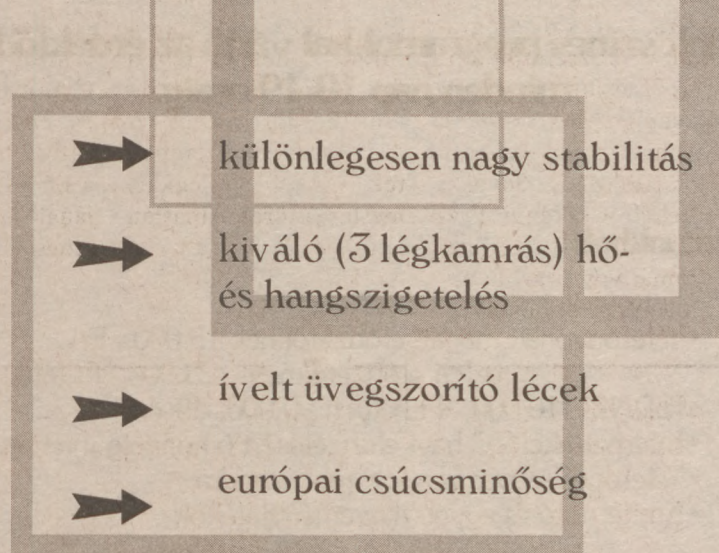 különlegesen nagy stabilitás
kiváló (3 légkamrás) hő-
és hangszigetelés
ívelt üvegszorító lécek
európai csúcsminőség